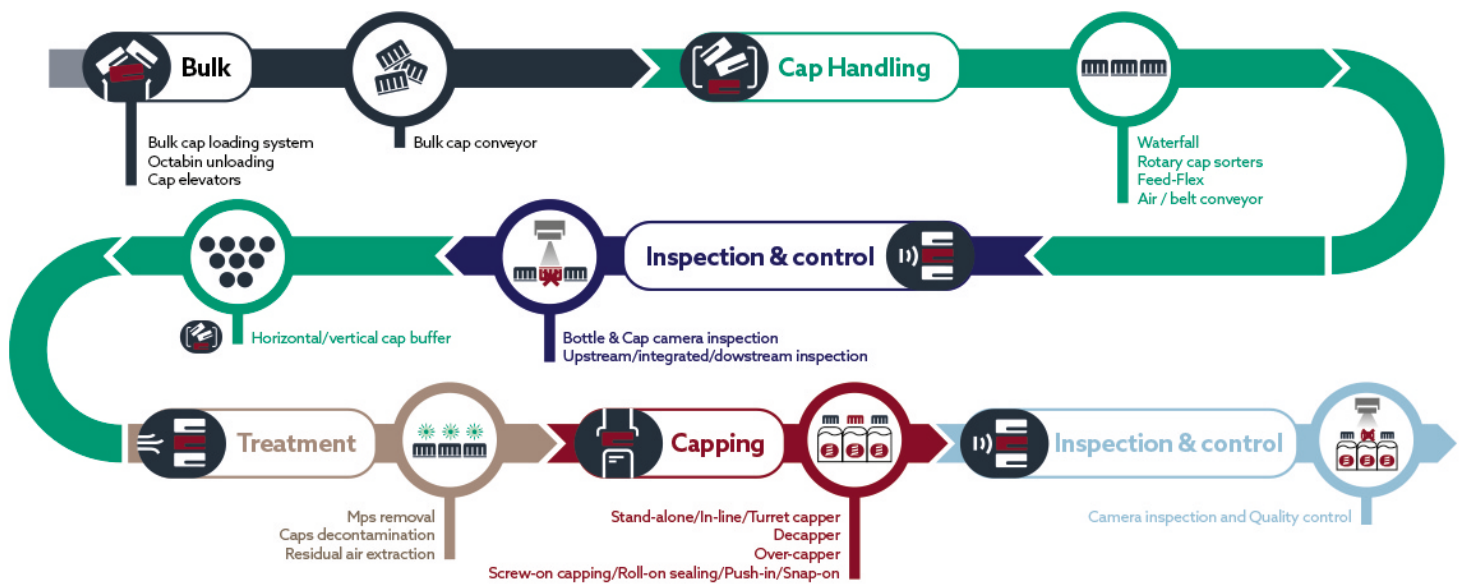 Bulk
Bulk cap loading system
Octabin unloading
Cap elevators
Bulk cap conveyor
Cap Handling
Waterfall
Rotary cap sorters
Feed-Flex
Air / belt conveyor
Inspection & control
Bottle & Cap camera inspection
Upstream/integrated/dowstream inspection
Horizontal/vertical cap buffer
Treatment
Mps removal
Caps decontamination
Residual air extraction
Capping
Stand-alone/In-line/Turret capper
Decapper
Over-capper
Screw-on capping/Roll-on sealing/Push-in/Snap-on
Inspection & control
Camera inspection and Quality control